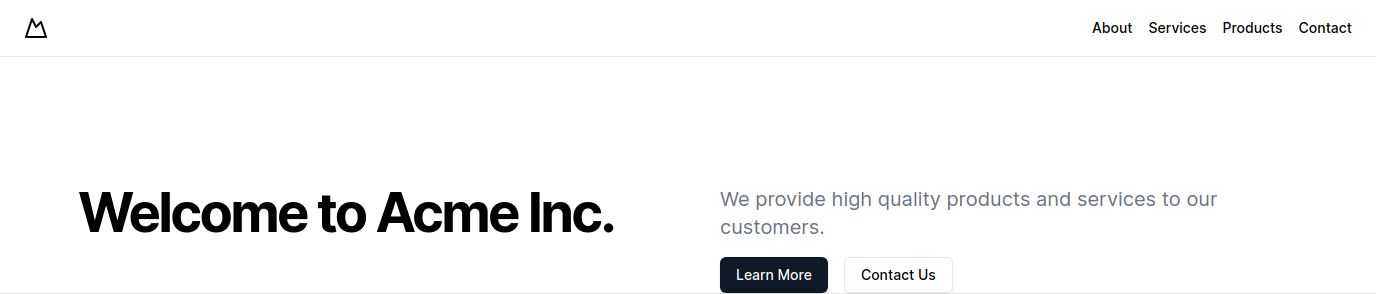 About Services Products Contact
Welcome to Acme Inc.
We provide high quality products and services to our
customers.
Learn More Contact Us